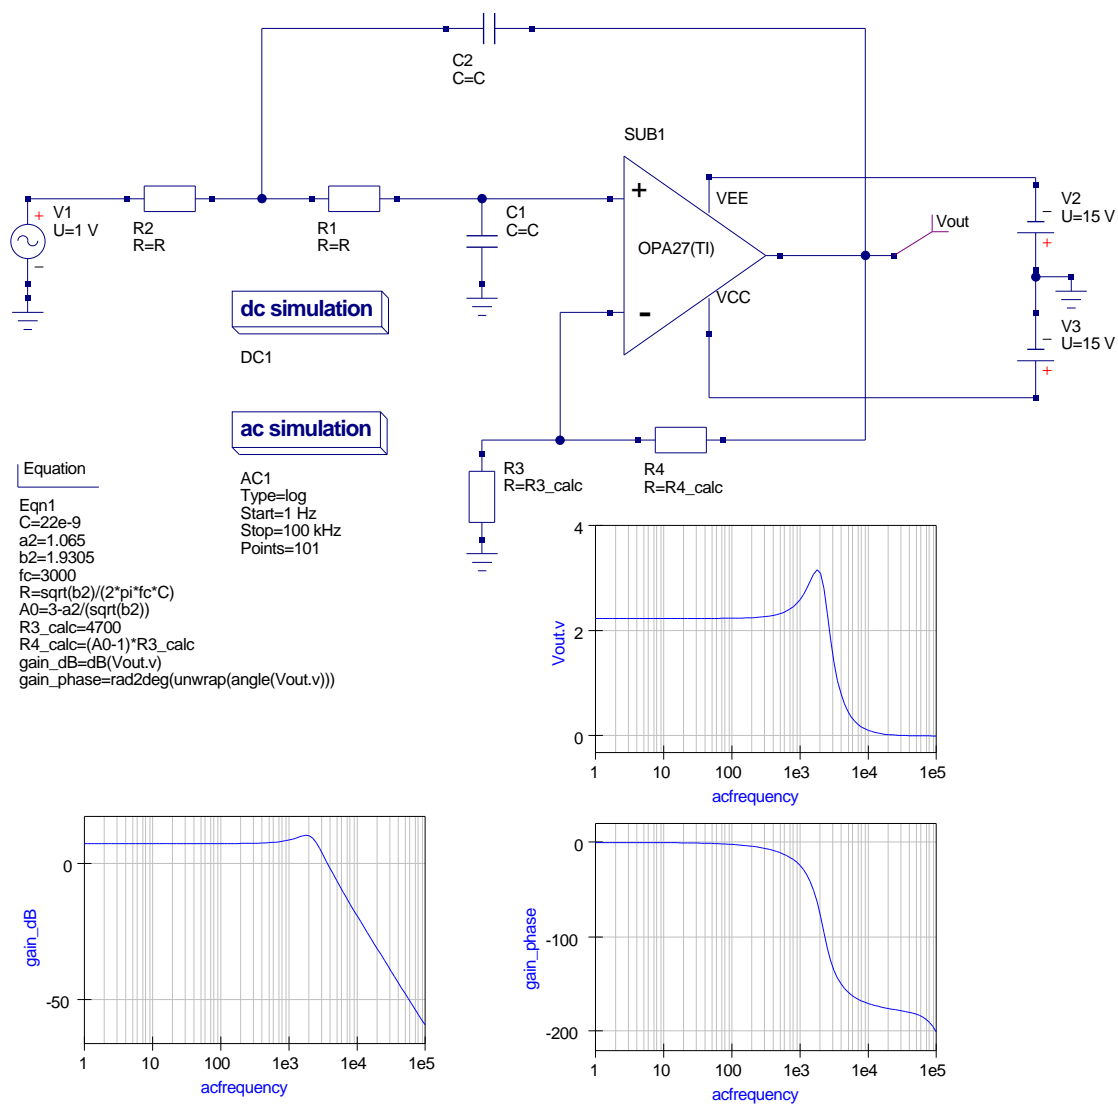 C2
C=C
SUB1
+
VEE
OPA27(TI)
VCC
-
V1
U=1 V
+
−
R2
R=R
R1
R=R
C1
C=C
Vout
V2
U=15 V
−
+
V3
U=15 V
−
+
dc simulation
DC1
ac simulation
AC1
Type=log
Start=1 Hz
Stop=100 kHz
Points=101
R3
R=R3_calc
R4
R=R4_calc
Equation
Eqn1
C=22e-9
a2=1.065
b2=1.9305
fc=3000
R=sqrt(b2)/(2*pi*fc*C)
A0=3-a2/(sqrt(b2))
R3_calc=4700
R4_calc=(A0-1)*R3_calc
gain_dB=dB(Vout.v)
gain_phase=rad2deg(unwrap(angle(Vout.v)))
4
2
0
Vout.v
1 10 100 1e3 1e4 1e5
acfrequency
0
-50
gain_dB
1 10 100 1e3 1e4 1e5
acfrequency
0
-100
-200
gain_phase
1 10 100 1e3 1e4 1e5
acfrequency